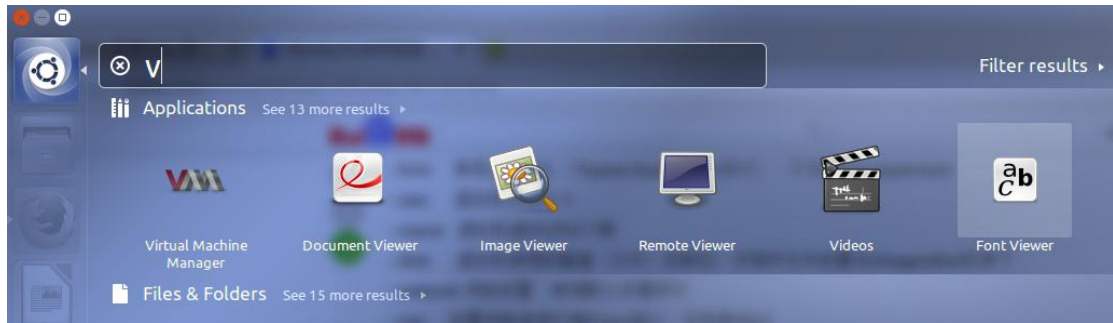 V
Filter results
Applications See 13 more results
VM
Virtual Machine Manager
Document Viewer
Image Viewer
Remote Viewer
Videos
a b c
Font Viewer
Files & Folders See 15 more results